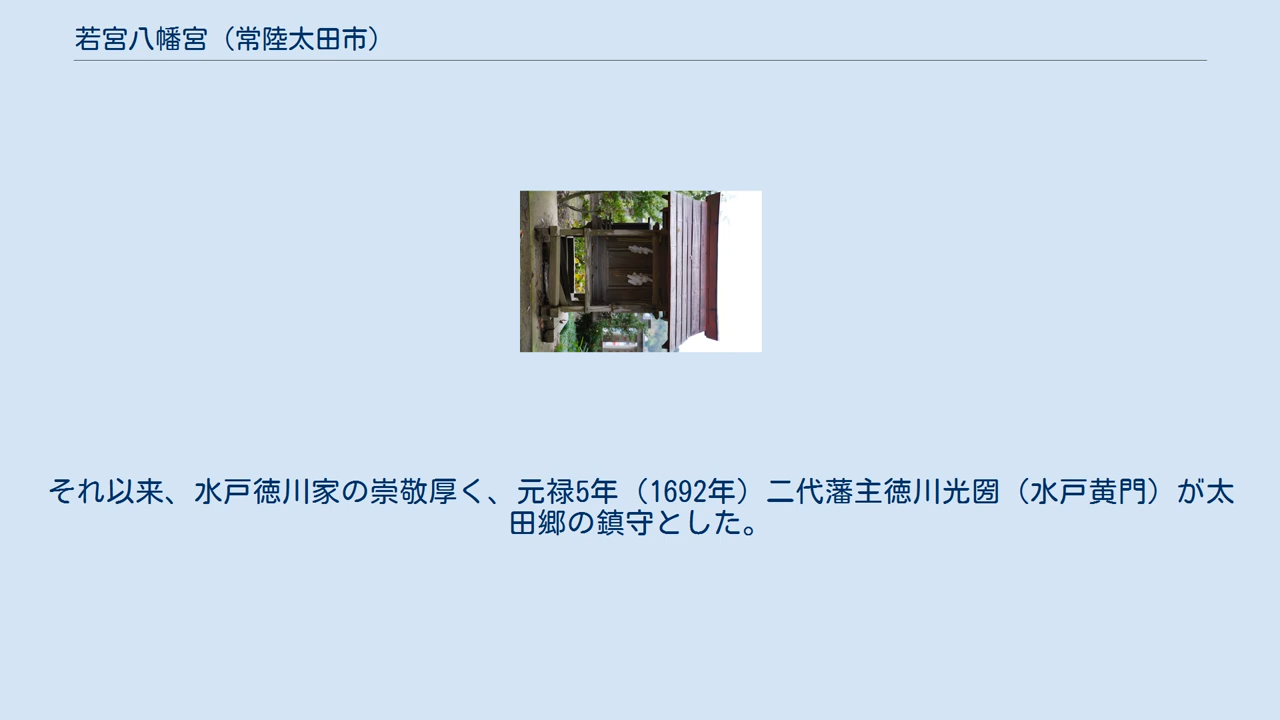 若宮八幡宮（常陸太田市）
それ以来、水戸徳川家の崇敬厚く、元禄5年（1692年）二代藩主徳川光圀（水戸黄門）が太
田郷の鎮守とした。